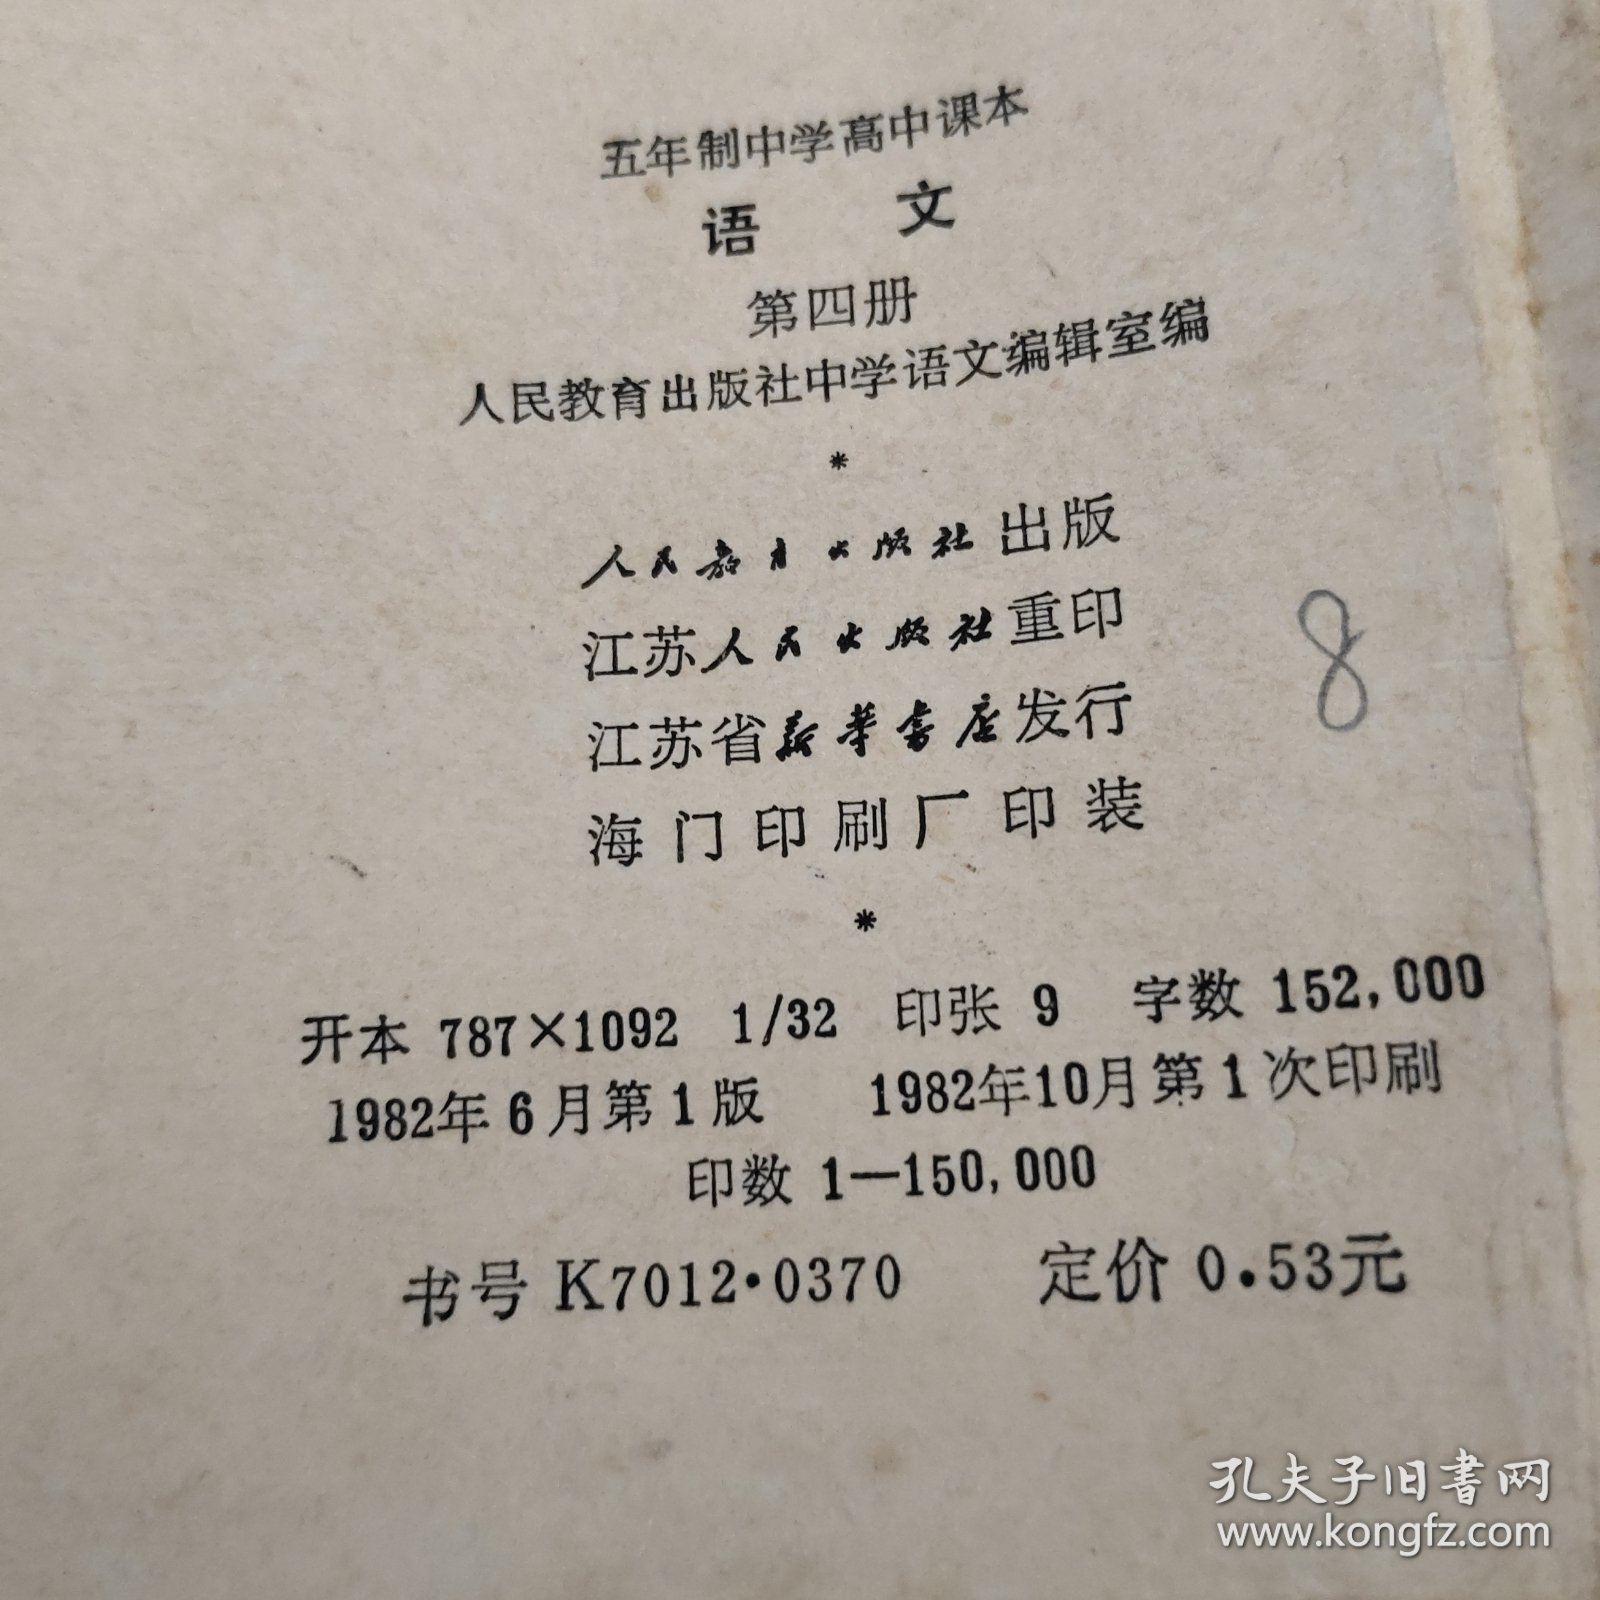 五年制中学高中课本
语 文
第四册
人民教育出版社中学语文编辑室编
*
人民教育出版社出版
江苏人民出版社重印
江苏省新华书店发行
海门印刷厂印装
*
开本 787×1092 1/32 印张 9 字数 152,000
1982年6月第1版 1982年10月第1次印刷
印数 1—150,000
书号 K7012·0370 定价 0.53元
8
孔夫子旧书网
www.kongfz.com